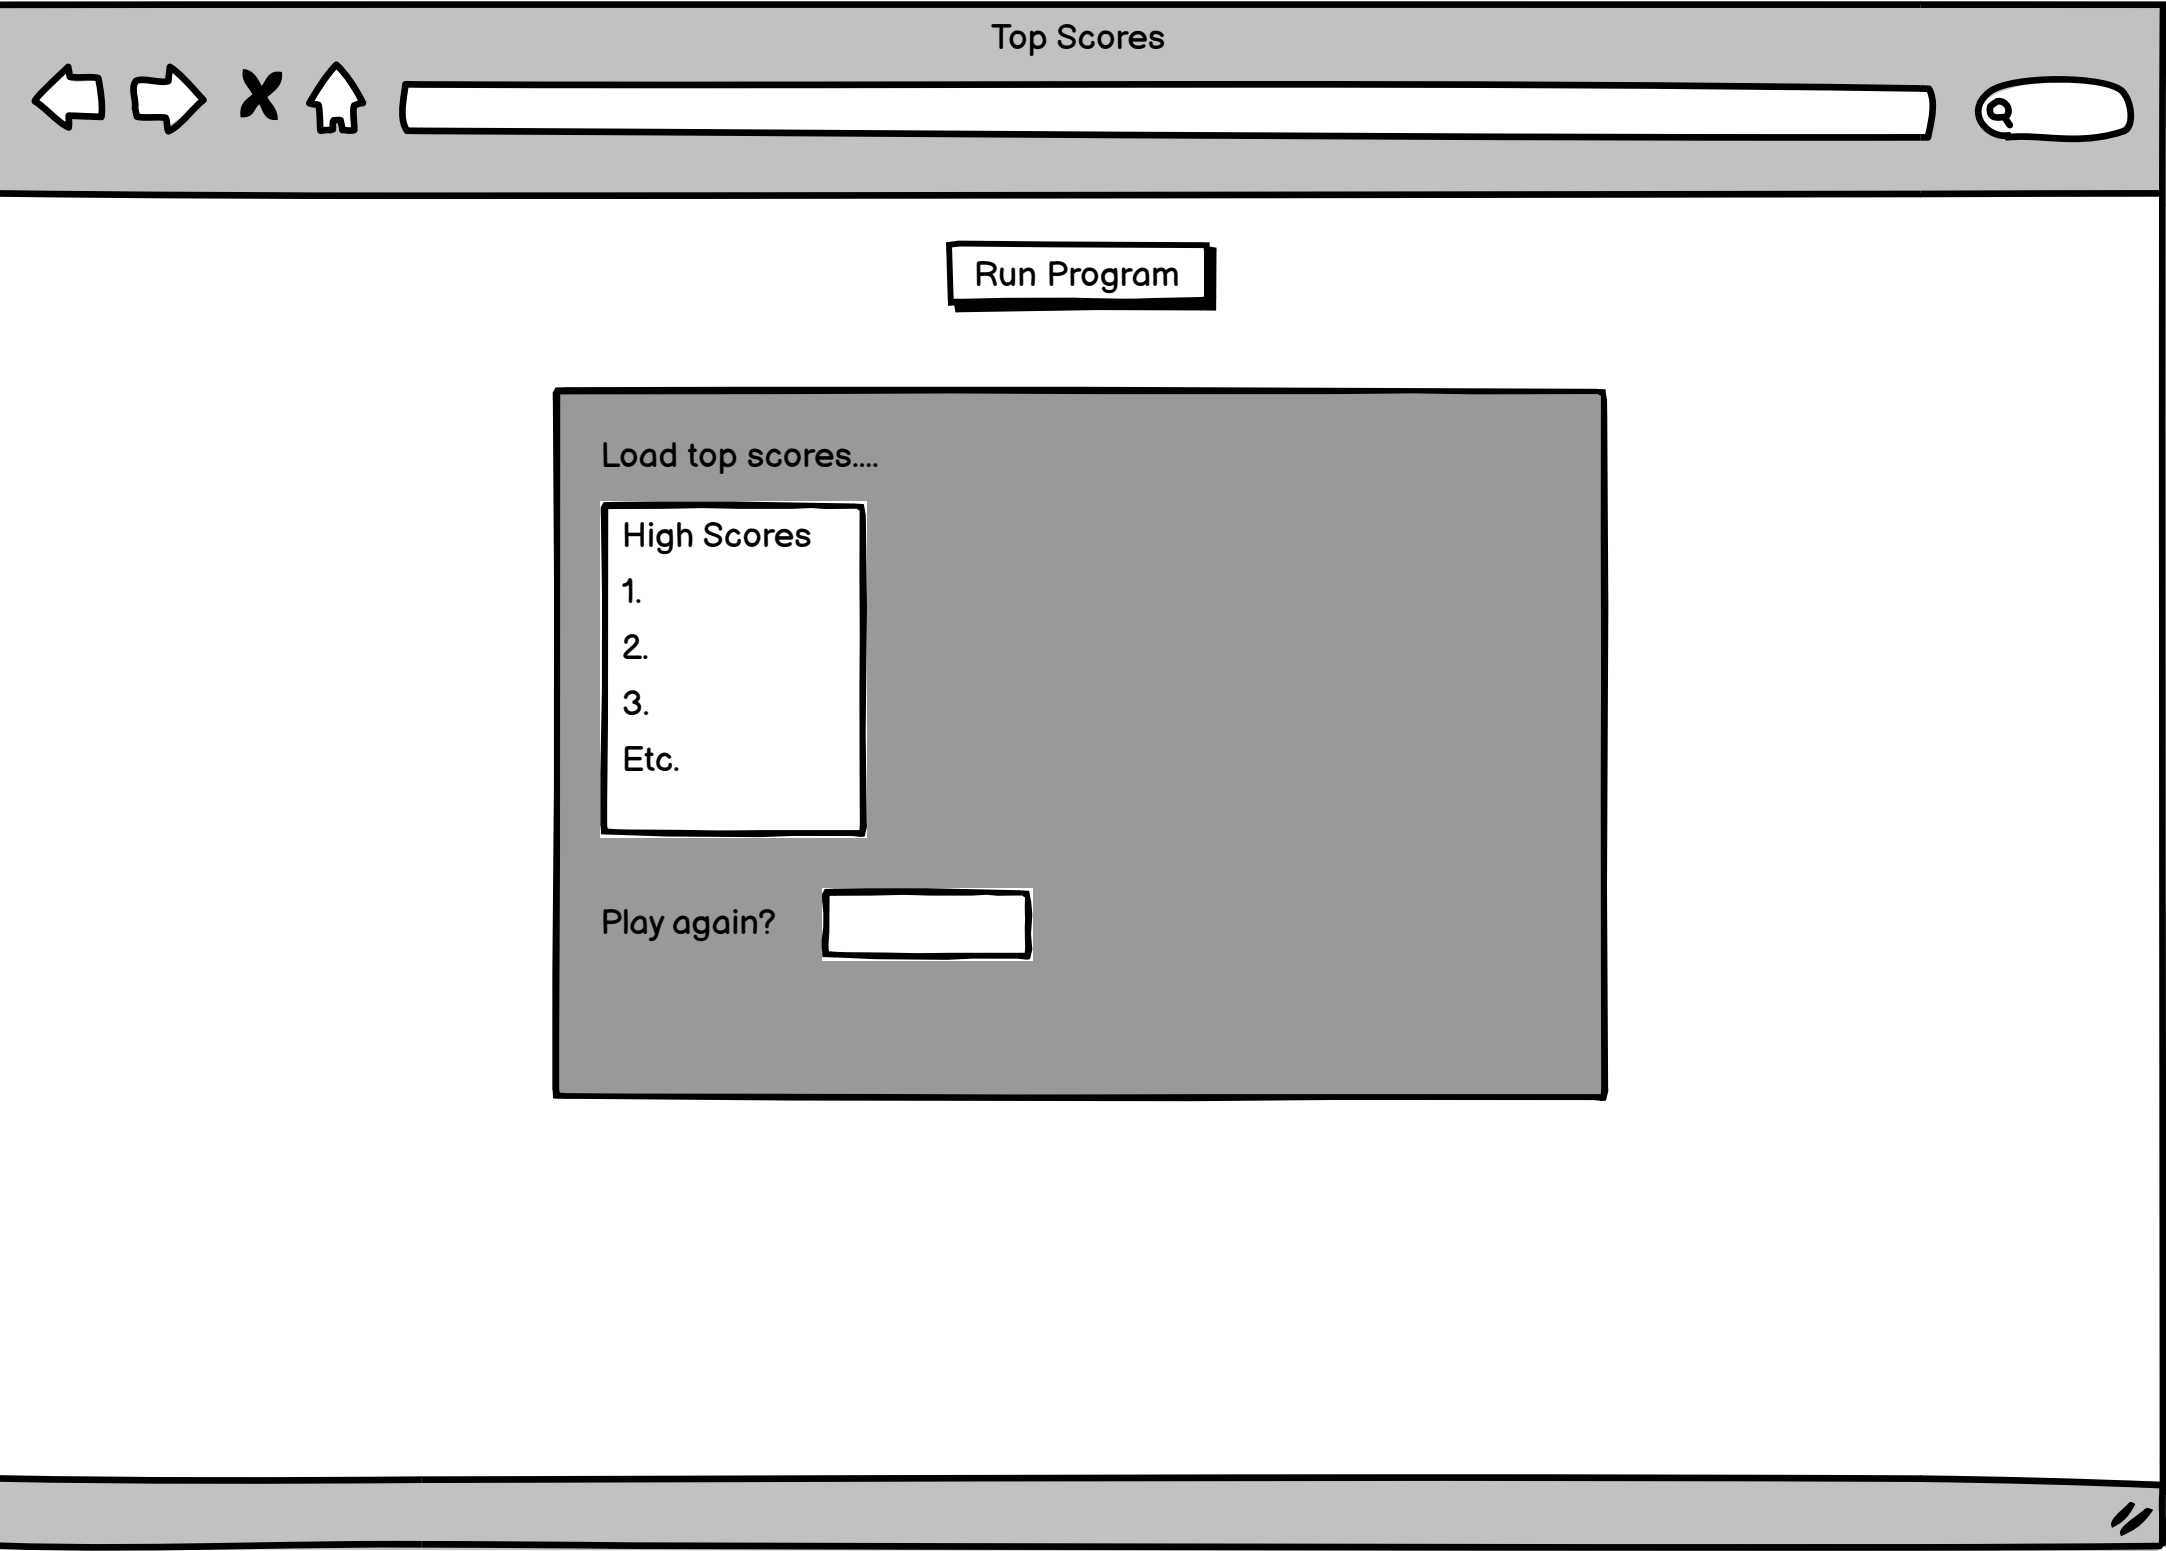 Top Scores
Run Program
Load top scores....
High Scores
1.
2.
3.
Etc.
Play again?